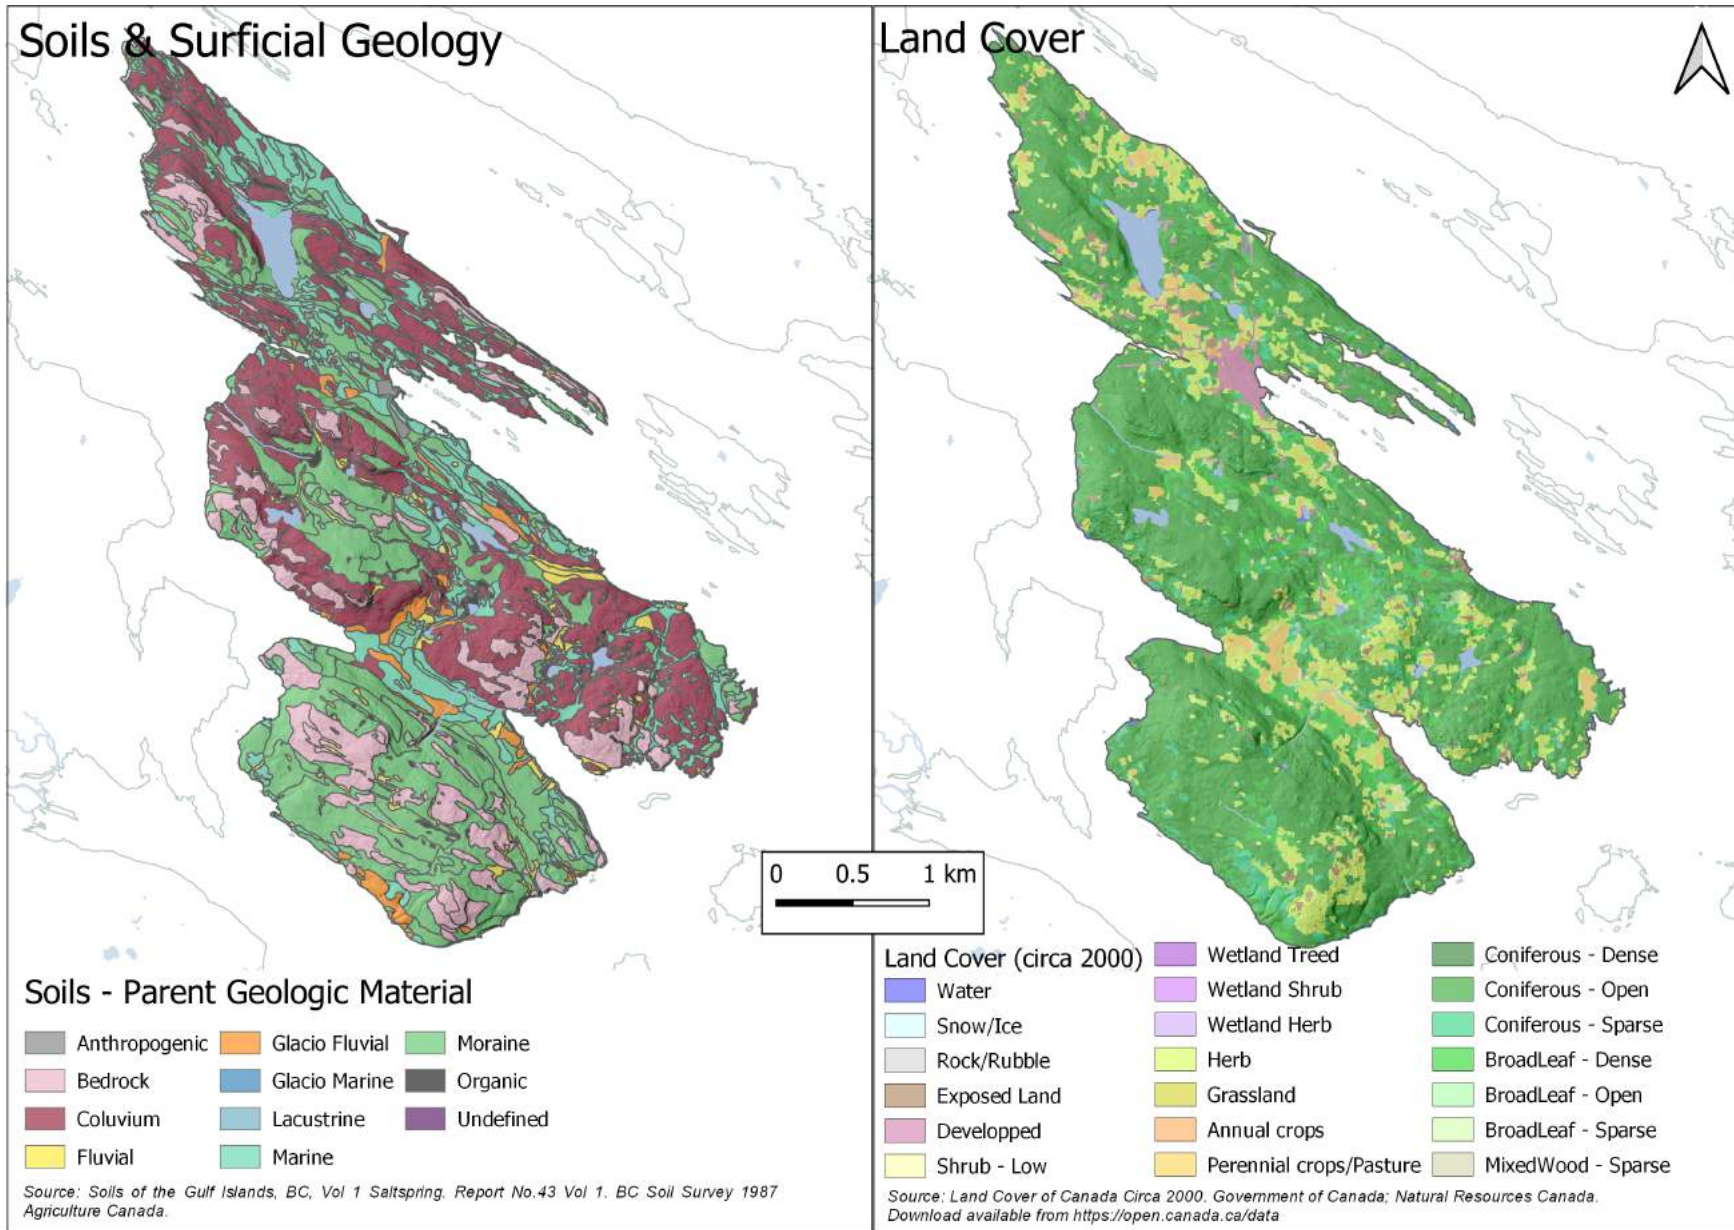 Soils & Surficial Geology
Land Cover
0 0.5 1 km
Soils - Parent Geologic Material
Anthropogenic
Bedrock
Coluvium
Fluvial
Glacio Fluvial
Glacio Marine
Lacustrine
Marine
Moraine
Organic
Undefined
Source: Soils of the Gulf Islands, BC, Vol 1 Saltspring. Report No.43 Vol 1. BC Soil Survey 1987
Agriculture Canada.
Land Cover (circa 2000)
Water
Snow/Ice
Rock/Rubble
Exposed Land
Developped
Shrub - Low
Wetland Treed
Wetland Shrub
Wetland Herb
Herb
Grassland
Annual crops
Perennial crops/Pasture
Coniferous - Dense
Coniferous - Open
Coniferous - Sparse
BroadLeaf - Dense
BroadLeaf - Open
BroadLeaf - Sparse
MixedWood - Sparse
Source: Land Cover of Canada Circa 2000. Government of Canada; Natural Resources Canada.
Download available from https://open.canada.ca/data